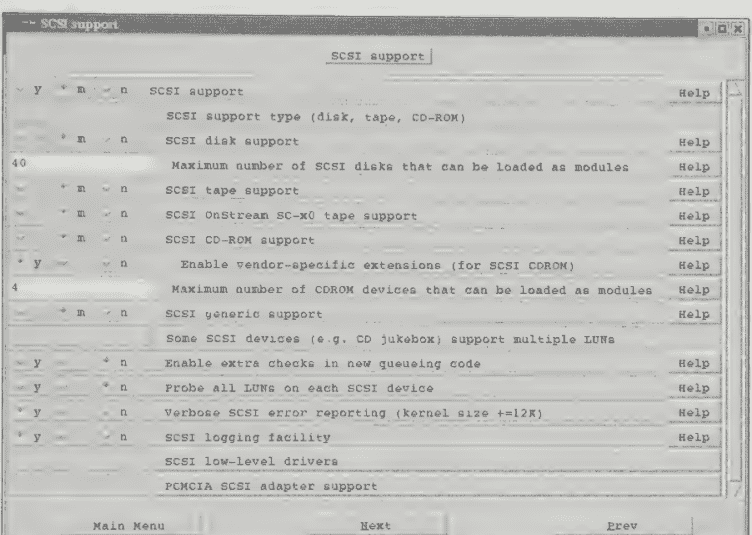 SCSI support
SCSI support
y m n SCSI support Help
SCSI support type (disk, tape, CD-ROM)
m n SCSI disk support Help
40 Maximum number of SCSI disks that can be loaded as modules Help
m n SCSI tape support Help
m n SCSI OnStream SC-x0 tape support Help
m n SCSI CD-ROM support Help
y n Enable vendor-specific extensions (for SCSI CDROM) Help
4 Maximum number of CDROM devices that can be loaded as modules Help
m n SCSI generic support Help
Some SCSI devices (e.g. CD jukebox) support multiple LUNs
y n Enable extra checks in new queueing code Help
y n Probe all LUNs on each SCSI device Help
y n Verbose SCSI error reporting (kernel size +=12K) Help
y n SCSI logging facility Help
SCSI low-level drivers
PCMCIA SCSI adapter support
Main Menu Next Prev